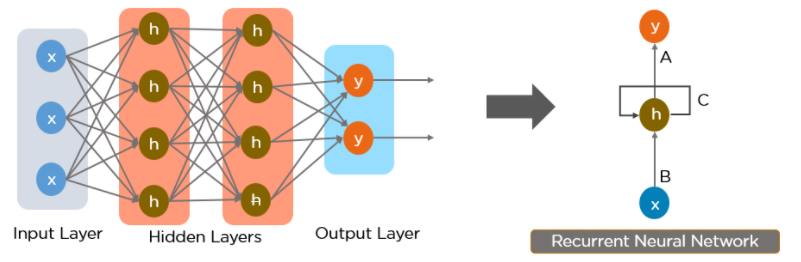 h h
x y
h h y
A
x h h y C
h
h h B
x h ħ x
Input Layer Hidden Layers Output Layer
Recurrent Neural Network